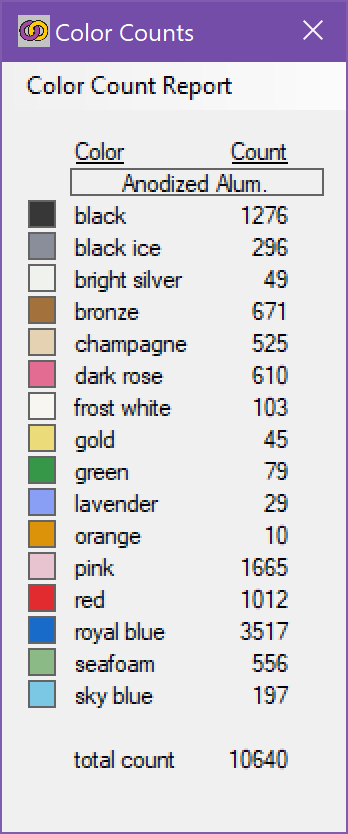 Color Counts
Color Count Report
Color Count
Anodized Alum.
black 1276
black ice 296
bright silver 49
bronze 671
champagne 525
dark rose 610
frost white 103
gold 45
green 79
lavender 29
orange 10
pink 1665
red 1012
royal blue 3517
seafoam 556
sky blue 197
total count 10640